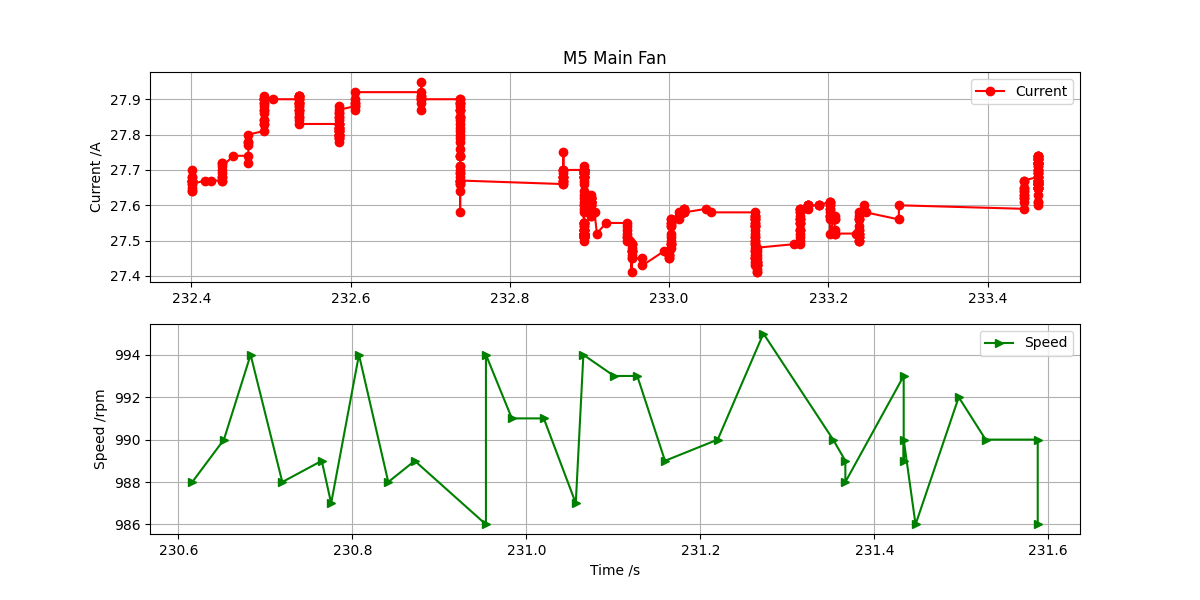 M5 Main Fan
Current /A
27.9
27.8
27.7
27.6
27.5
27.4
Current
232.4 232.6 232.8 233.0 233.2 233.4
Speed /rpm
994
992
990
988
986
Speed
230.6 230.8 231.0 231.2 231.4 231.6
Time /s